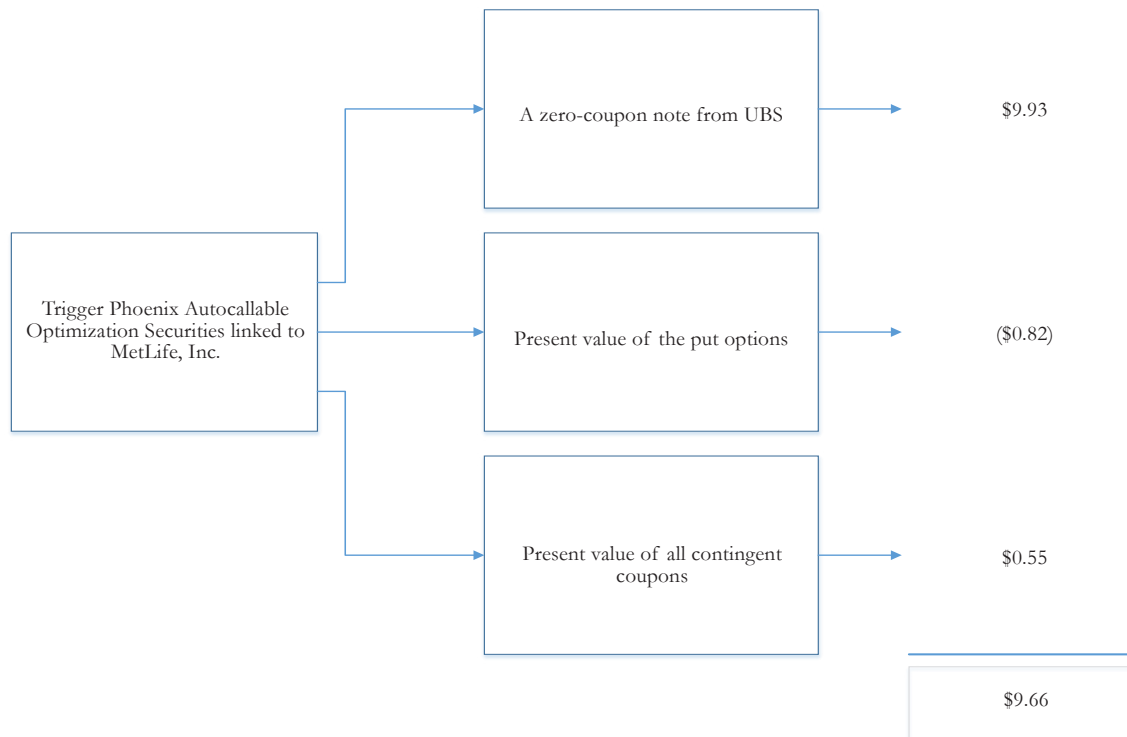 A zero-coupon note from UBS
$9.93
Trigger Phoenix Autocallable
Optimization Securities linked to
MetLife, Inc.
Present value of the put options
($0.82)
Present value of all contingent
coupons
$0.55
$9.66